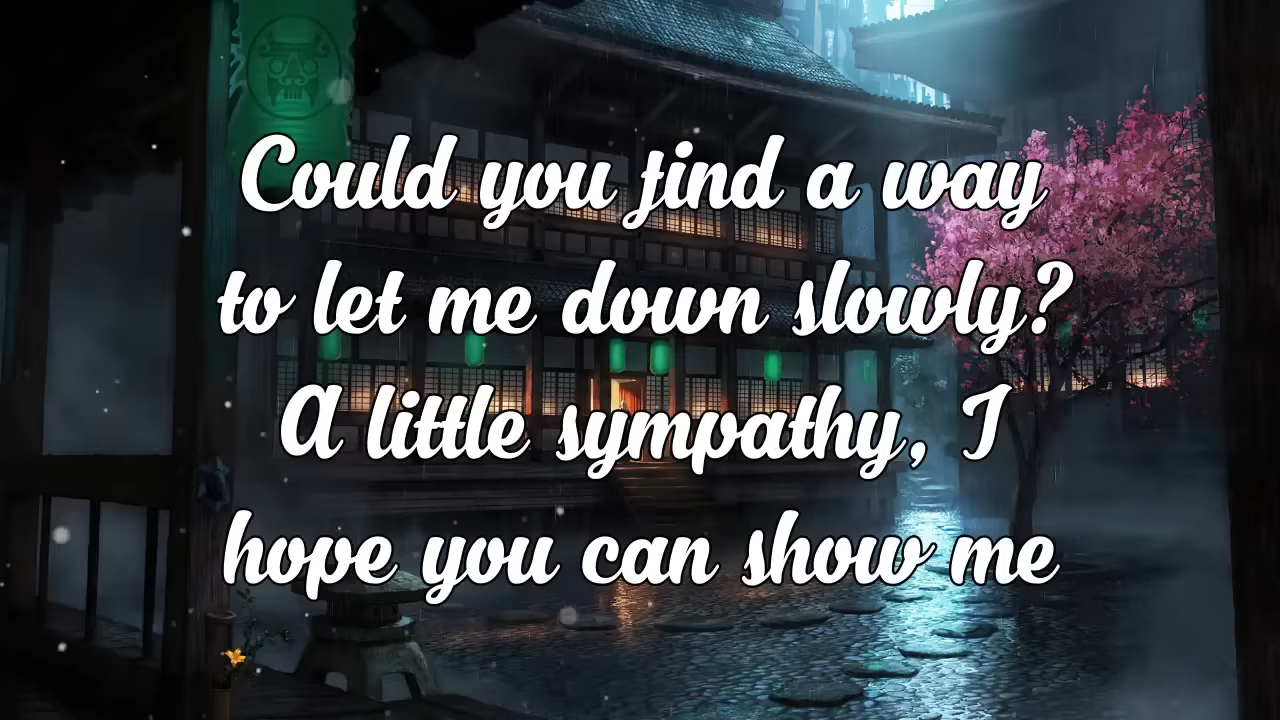 Could you find a way
to let me down slowly?
A little sympathy, I
hope you can show me